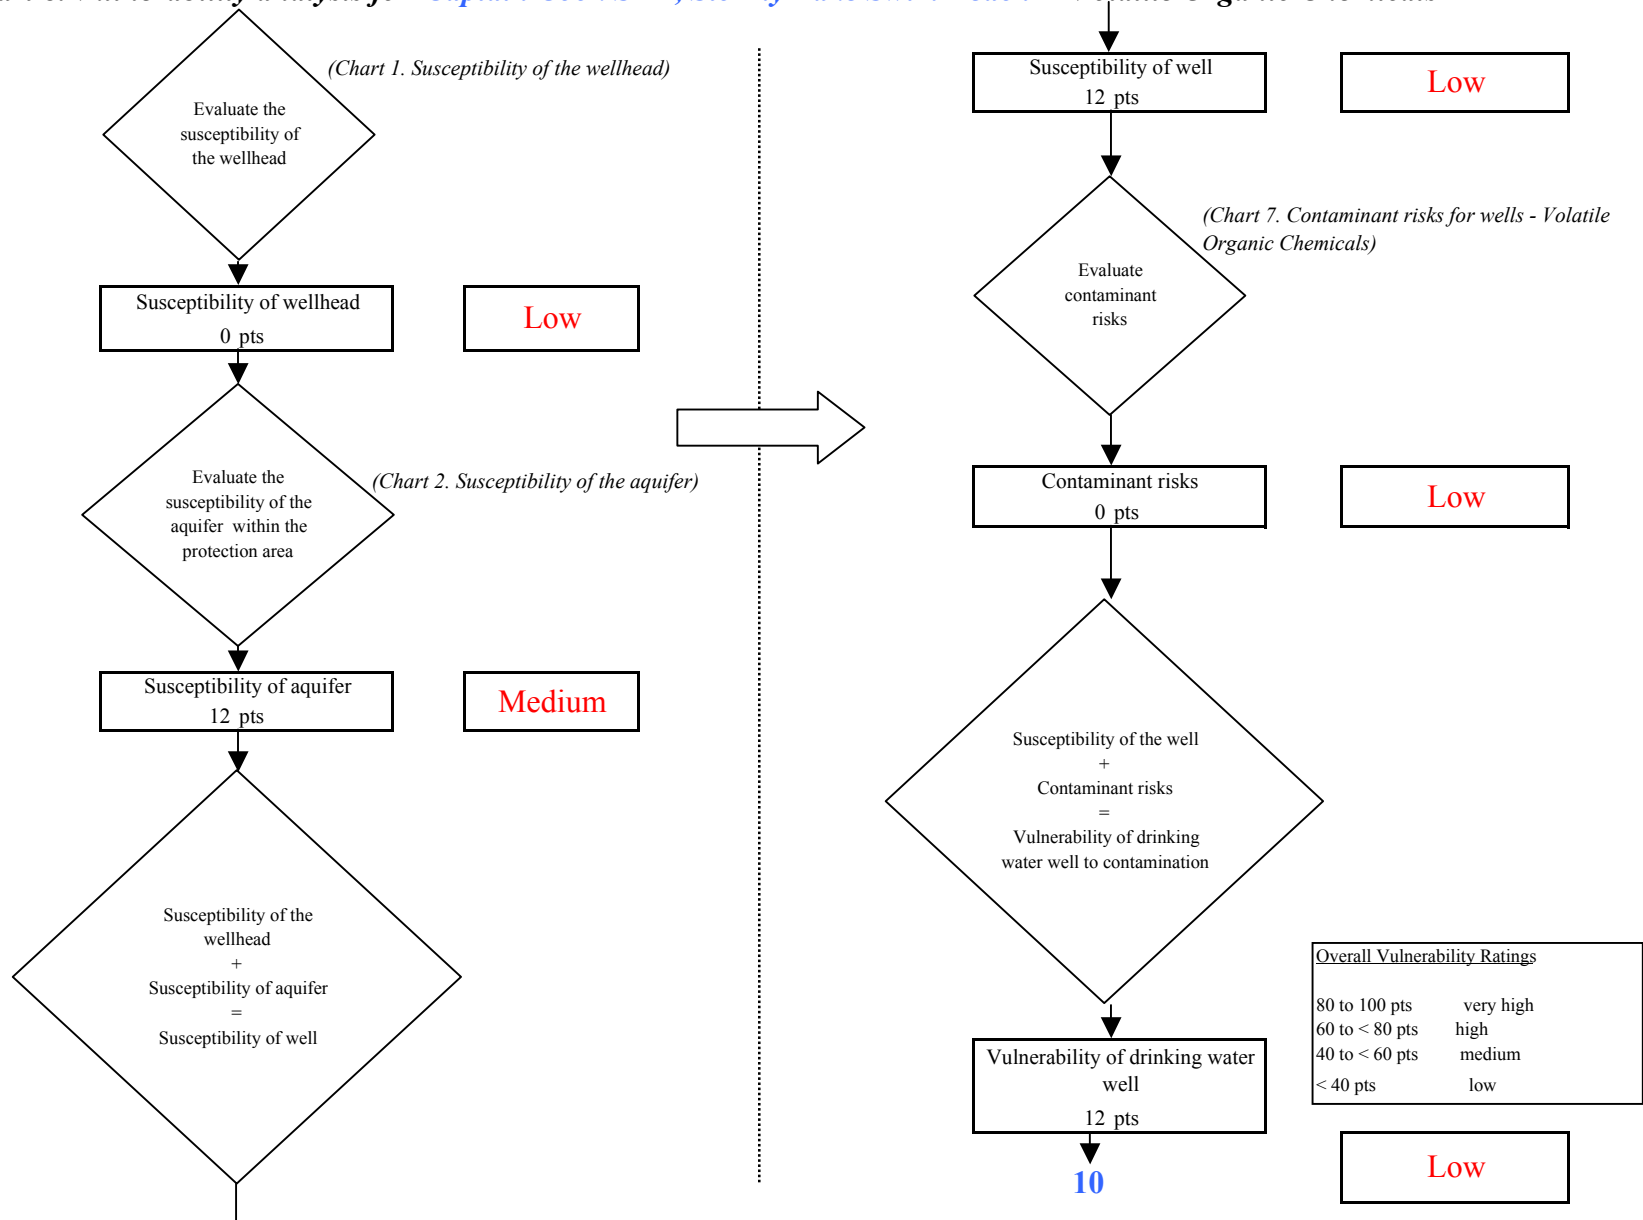 (Chart 1. Susceptibility of the wellhead)
Evaluate the
susceptibility of
the wellhead
Susceptibility of wellhead
0 pts
Low
Evaluate the
susceptibility of the
aquifer within the
protection area
(Chart 2. Susceptibility of the aquifer)
Susceptibility of aquifer
12 pts
Medium
Susceptibility of the
wellhead
+
Susceptibility of aquifer
=
Susceptibility of well
Susceptibility of well
12 pts
Low
(Chart 7. Contaminant risks for wells - Volatile
Organic Chemicals)
Evaluate
contaminant
risks
Contaminant risks
0 pts
Low
Susceptibility of the well
+
Contaminant risks
=
Vulnerability of drinking
water well to contamination
Overall Vulnerability Ratings
80 to 100 pts very high
60 to < 80 pts high
40 to < 60 pts medium
< 40 pts low
Vulnerability of drinking water
well
12 pts
10
Low